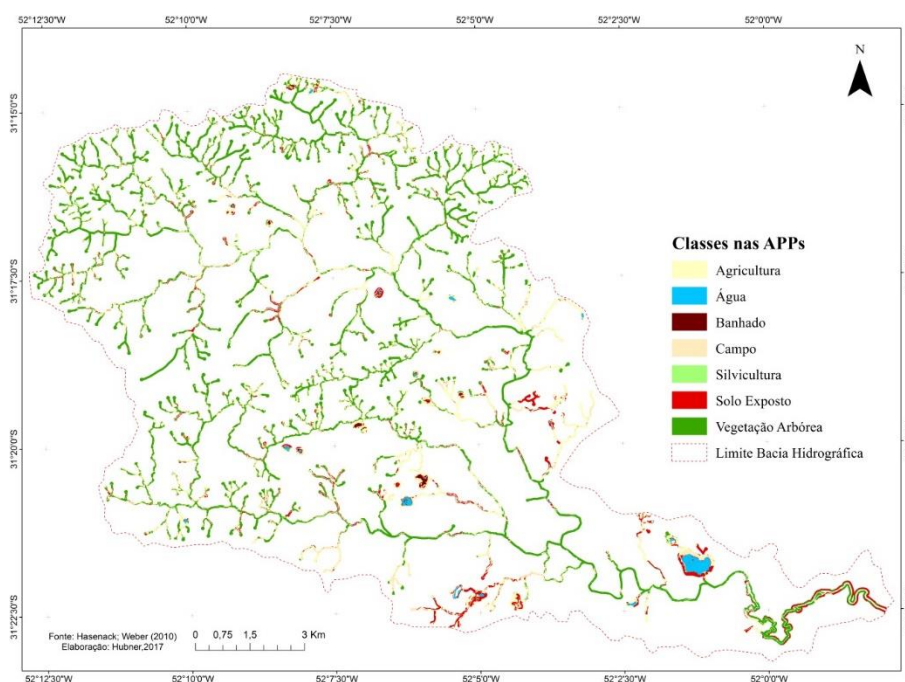 52°12'30"W 52°10'0"W 52°7'30"W 52°5'0"W 52°2'30"W 52°0'0"W
N
31°15'0"S
31°17'30"S
31°20'0"S
31°22'30"S
Classes nas APPs
Agricultura
Água
Banhado
Campo
Silvicultura
Solo Exposto
Vegetação Arbórea
Limite Bacia Hidrográfica
Fonte: Hasenack; Weber (2010)
Elaboração: Hubner,2017
0 0,75 1,5 3 Km
52°12'30"W 52°10'0"W 52°7'30"W 52°5'0"W 52°2'30"W 52°0'0"W